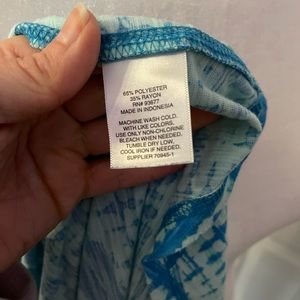 65% POLYESTER
35% RAYON
RN# 93677
MADE IN INDONESIA
MACHINE WASH COLD.
WITH LIKE COLORS,
USE ONLY NON-CHLORINE
BLEACH WHEN NEEDED.
TUMBLE DRY LOW.
COOL IRON IF NEEDED.
SUPPLIER 70945-1